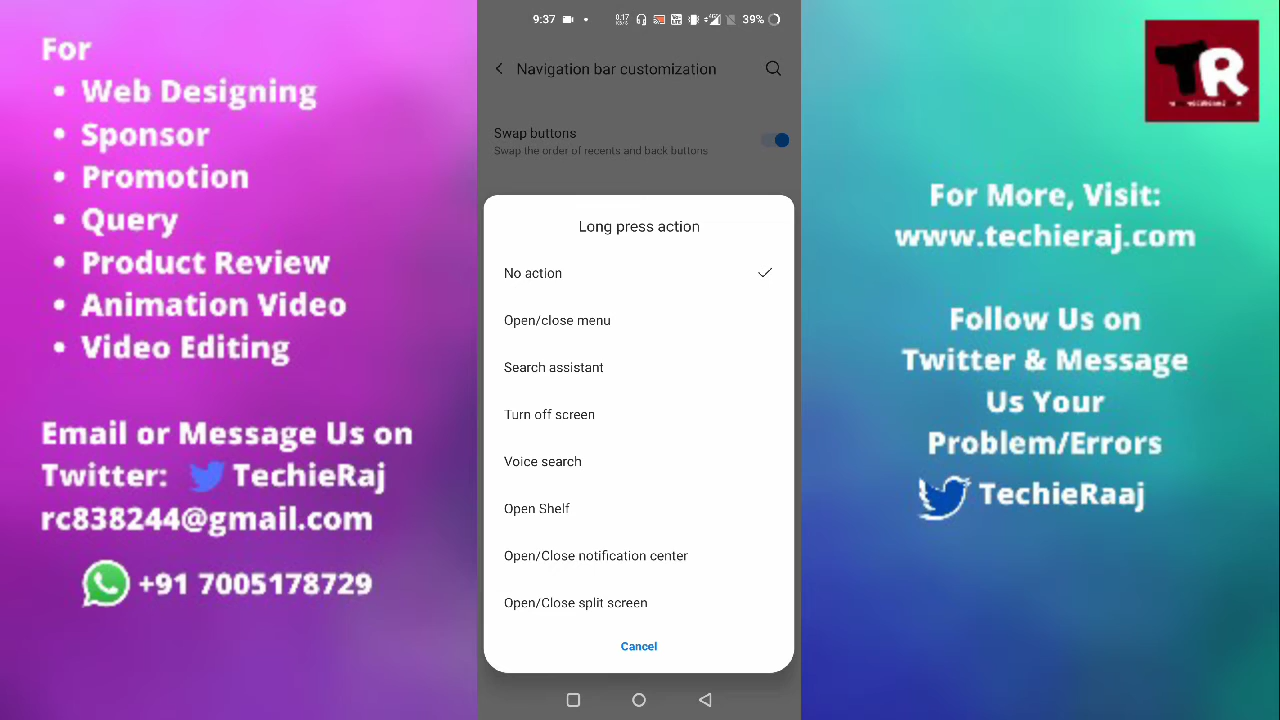 For
• Web Designing
• Sponsor
• Promotion
• Query
• Product Review
• Animation Video
• Video Editing
Email or Message Us on
Twitter: TechieRaj
rc838244@gmail.com
+91 7005178729
9:37
39%
Navigation bar customization
Swap buttons
Swap the order of recents and back buttons
Long press action
No action
Open/close menu
Search assistant
Turn off screen
Voice search
Open Shelf
Open/Close notification center
Open/Close split screen
Cancel
TR
For More, Visit:
www.techieraj.com
Follow Us on
Twitter & Message
Us Your
Problem/Errors
TechieRaaj